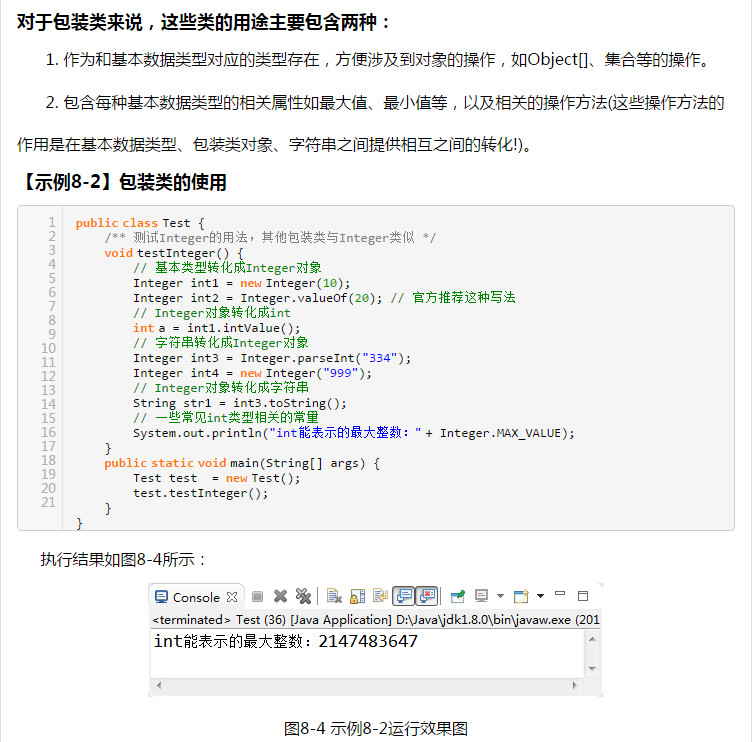 对于包装类来说，这些类的用途主要包含两种：
1. 作为和基本数据类型对应的类型存在，方便涉及到对象的操作，如Object[]、集合等的操作。
2. 包含每种基本数据类型的相关属性如最大值、最小值等，以及相关的操作方法(这些操作方法的
作用是在基本数据类型、包装类对象、字符串之间提供相互之间的转化!)。
【示例8-2】包装类的使用
1 public class Test {
2 /** 测试Integer的用法，其他包装类与Integer类似 */
3 void testInteger() {
4 // 基本类型转化成Integer对象
5 Integer int1 = new Integer(10);
6 Integer int2 = Integer.valueOf(20); // 官方推荐这种写法
7 // Integer对象转化成int
8 int a = int1.intValue();
9 // 字符串转化成Integer对象
10 Integer int3 = Integer.parseInt("334");
11 Integer int4 = new Integer("999");
12 // Integer对象转化成字符串
13 String str1 = int3.toString();
14 // 一些常见int类型相关的常量
15 System.out.println("int能表示的最大整数：" + Integer.MAX_VALUE);
16 }
17 public static void main(String[] args) {
18 Test test  = new Test();
19 test.testInteger();
20 }
21 }
执行结果如图8-4所示：
Console
<terminated> Test (36) [Java Application] D:\Java\jdk1.8.0\bin\javaw.exe (201
int能表示的最大整数：2147483647
图8-4 示例8-2运行效果图